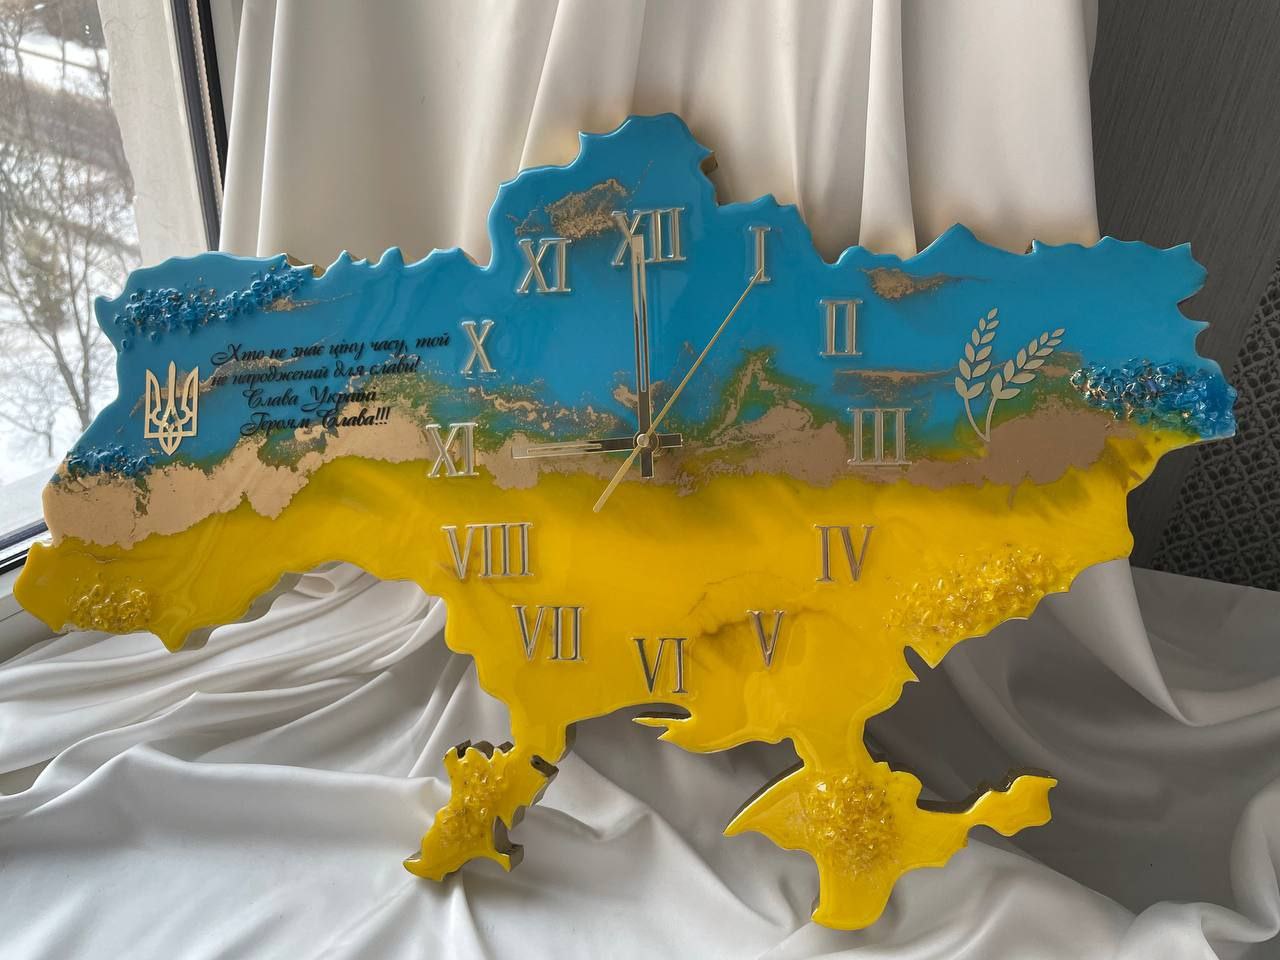 Хто не знає ціну часу, той
не народжений для слави!
Слава Україна -
Героям Слава!!!
XII
I
II
III
IV
V
VI
VII
VIII
XI
X
XI